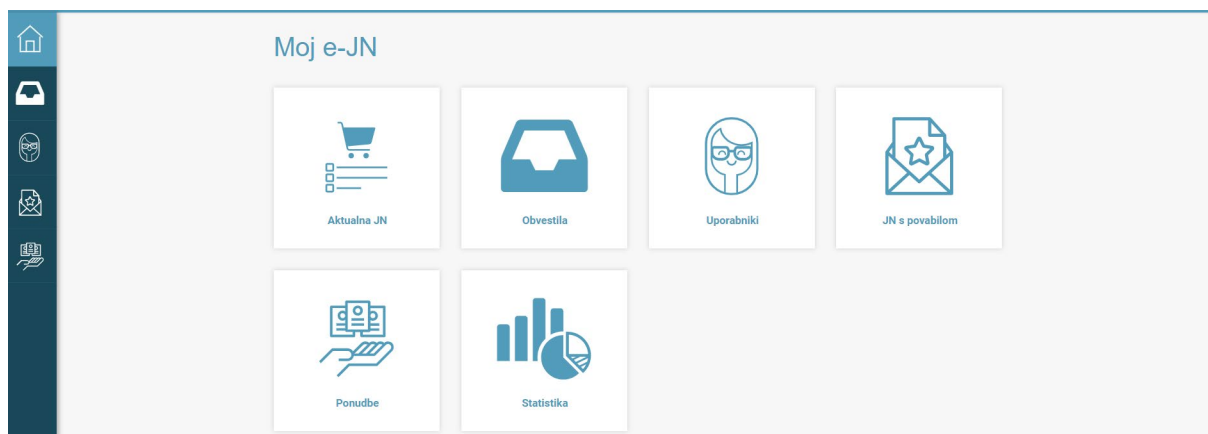 Moj e-JN
Aktualna JN
Obvestila
Uporabniki
JN s povabilom
Ponudbe
Statistika